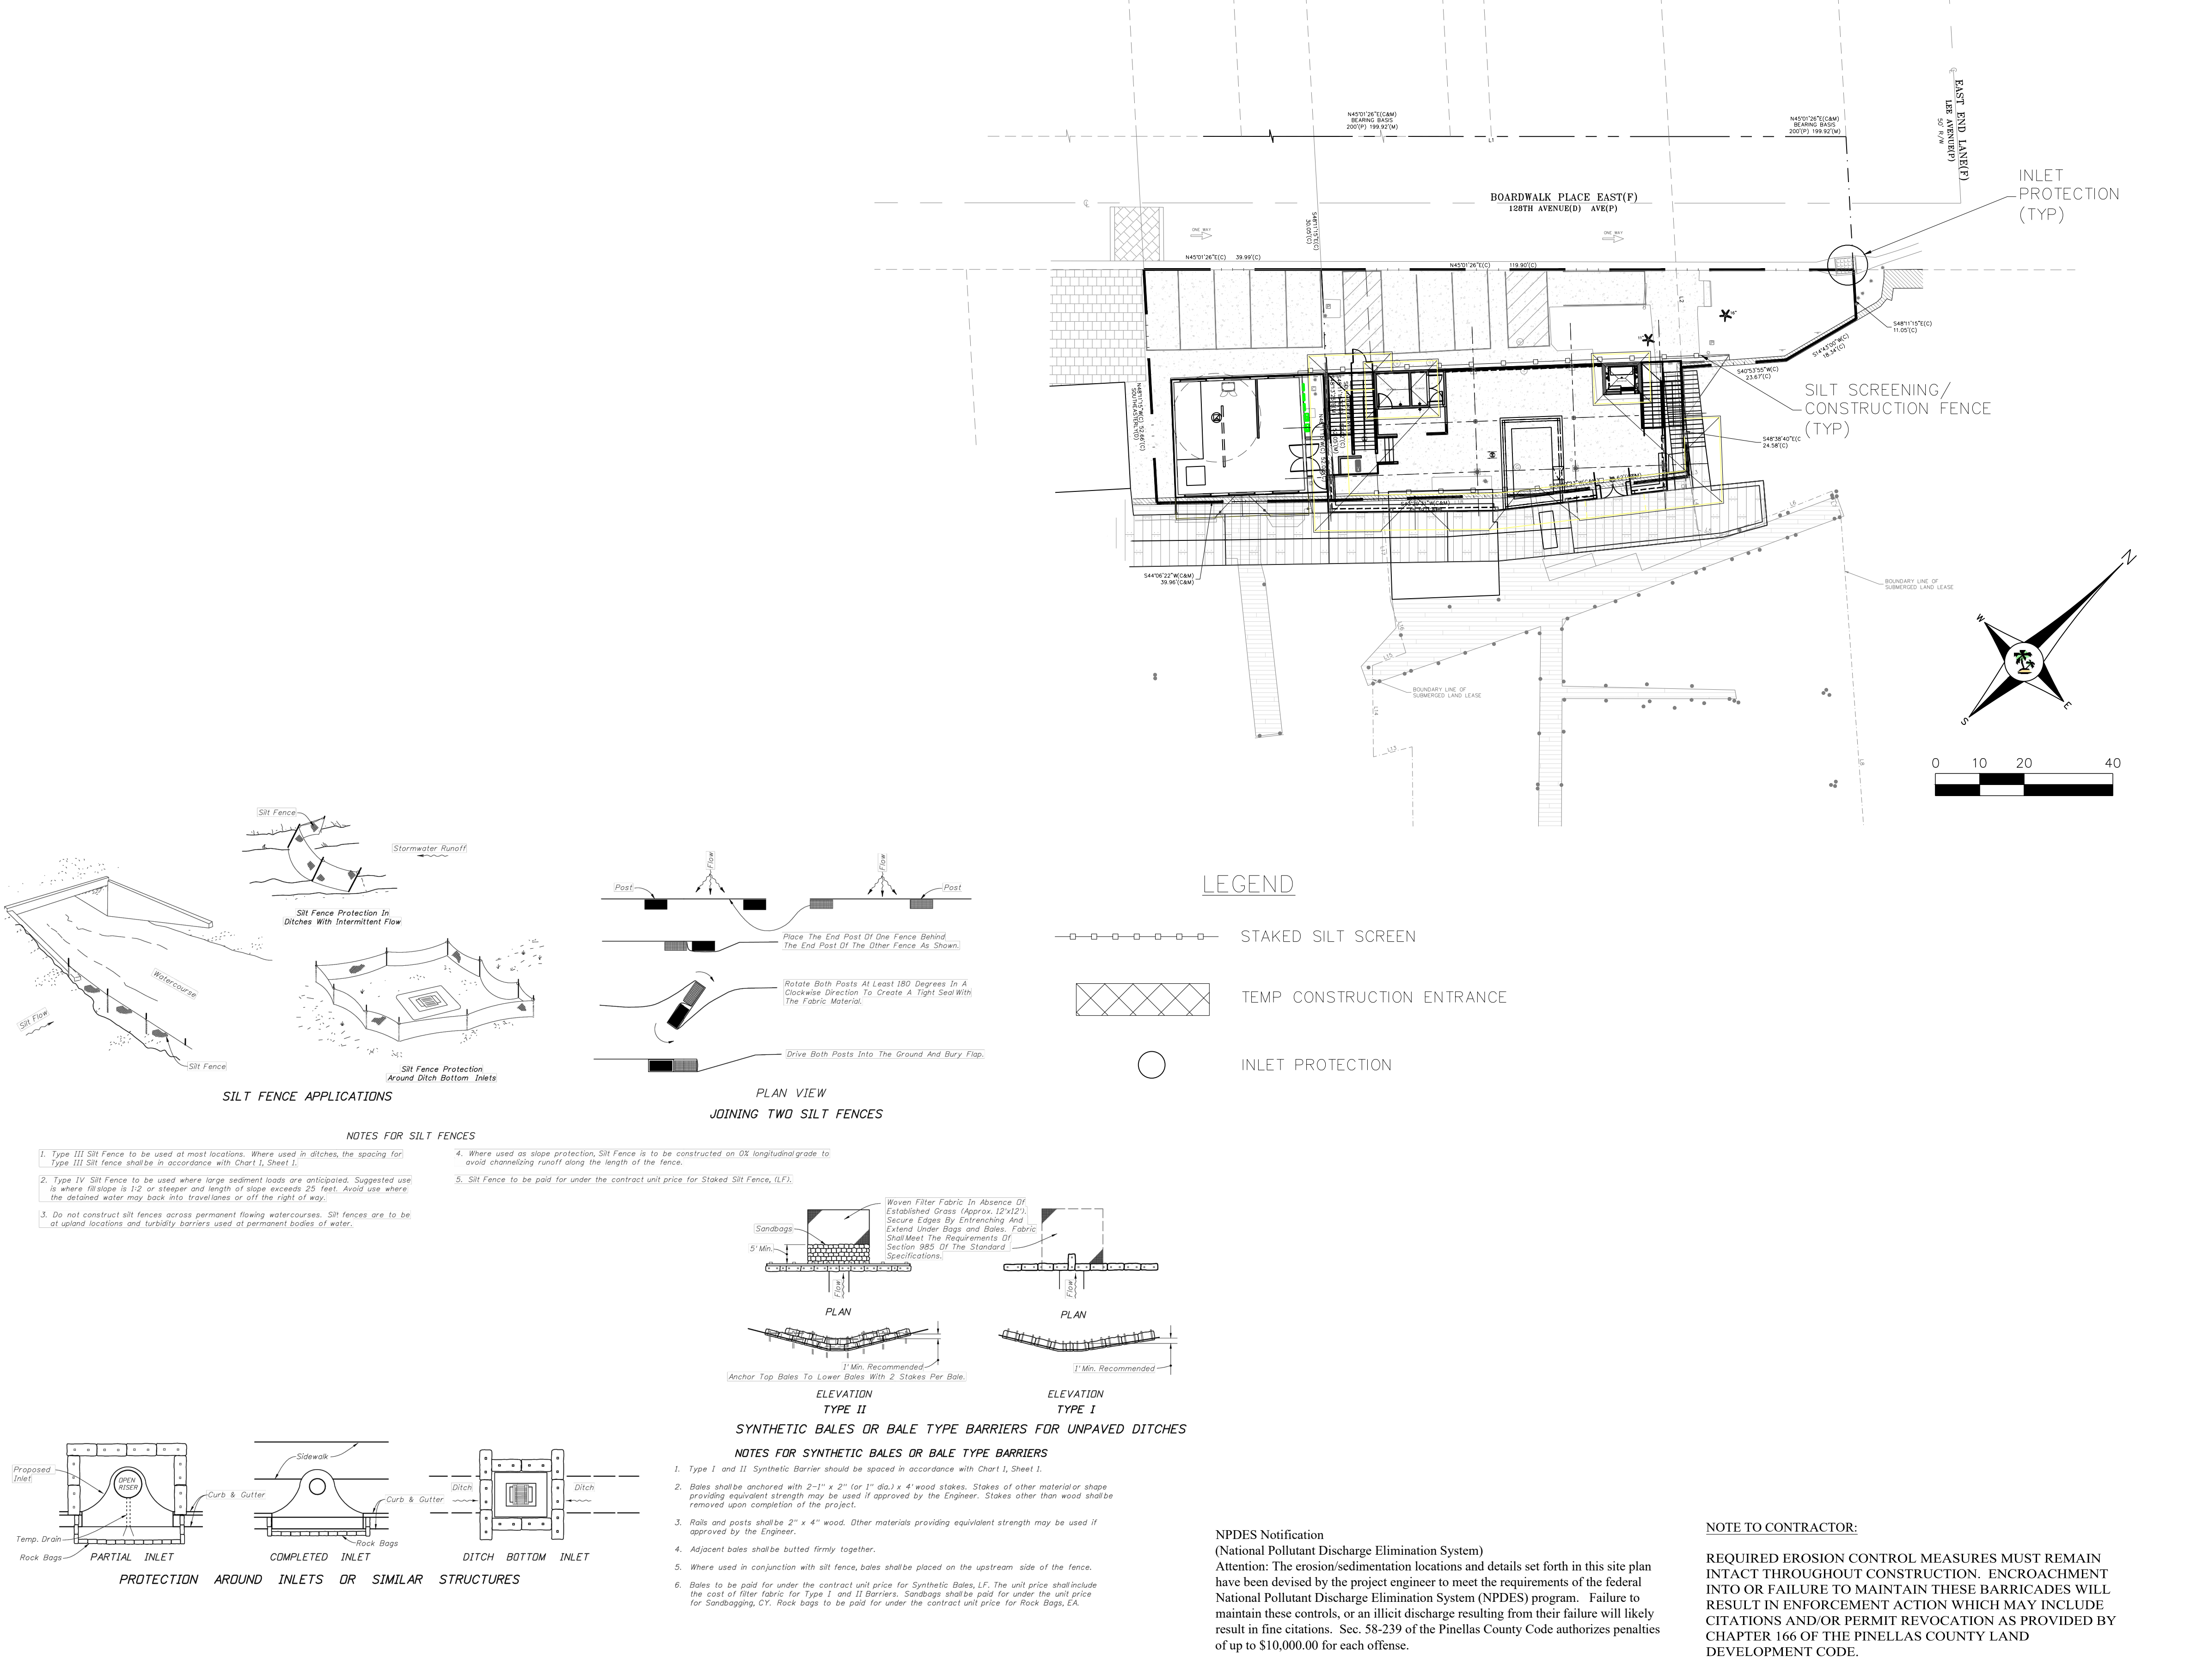 EAST END LANE(F)
LEE AVENUE(P)
50' R/W
N45°01'26"E(C&M)
BEARING BASIS
200'(P) 199.92'(M)
N45°01'26"E(C&M)
BEARING BASIS
200'(P) 199.92'(M)
L1
INLET
PROTECTION
(TYP)
BOARDWALK PLACE EAST(F)
128TH AVENUE(D) AVE(P)
ONE WAY
ONE WAY
S48°11'15"E(C)
30.05'(C)
N45°01'26"E(C) 39.99'(C)
N45°01'26"E(C) 119.90'(C)
L2
S48°11'15"E(C)
11.05'(C)
S14°43'00"W(C)
18.34'(C)
S40°53'55"W(C)
23.67'(C)
SILT SCREENING/
CONSTRUCTION FENCE
(TYP)
N48°11'15"W(C) 52.66'(C)
SOUTHEASTERLY(D)
S48°38'40"E(C
24.58'(C)
S44°06'22"W(C&M)
39.96'(C&M)
BOUNDARY LINE OF
SUBMERGED LAND LEASE
BOUNDARY LINE OF
SUBMERGED LAND LEASE
L16
L15
L14
L13
N
W
E
S
0 10 20 40
Silt Fence
Stormwater Runoff
Silt Fence Protection In
Ditches With Intermittent Flow
Watercourse
Silt Flow
Silt Fence
Silt Fence Protection
Around Ditch Bottom Inlets
SILT FENCE APPLICATIONS
Flow
Flow
Post
Post
Place The End Post Of One Fence Behind
The End Post Of The Other Fence As Shown.
Rotate Both Posts At Least 180 Degrees In A
Clockwise Direction To Create A Tight Seal With
The Fabric Material.
Drive Both Posts Into The Ground And Bury Flap.
PLAN VIEW
JOINING TWO SILT FENCES
LEGEND
STAKED SILT SCREEN
TEMP CONSTRUCTION ENTRANCE
INLET PROTECTION
NOTES FOR SILT FENCES
1. Type III Silt Fence to be used at most locations. Where used in ditches, the spacing for
Type III Silt fence shall be in accordance with Chart 1, Sheet 1.
2. Type IV Silt Fence to be used where large sediment loads are anticipated. Suggested use
is where fill slope is 1:2 or steeper and length of slope exceeds 25 feet. Avoid use where
the detained water may back into travel lanes or off the right of way.
3. Do not construct silt fences across permanent flowing watercourses. Silt fences are to be
at upland locations and turbidity barriers used at permanent bodies of water.
4. Where used as slope protection, Silt Fence is to be constructed on 0% longitudinal grade to
avoid channelizing runoff along the length of the fence.
5. Silt Fence to be paid for under the contract unit price for Staked Silt Fence, (LF).
Woven Filter Fabric In Absence Of
Established Grass (Approx. 12'x12').
Secure Edges By Entrenching And
Extend Under Bags and Bales. Fabric
Shall Meet The Requirements Of
Section 985 Of The Standard
Specifications.
Sandbags
5' Min.
Flow
Flow
PLAN
PLAN
1' Min. Recommended
1' Min. Recommended
Anchor Top Bales To Lower Bales With 2 Stakes Per Bale.
ELEVATION
ELEVATION
TYPE II
TYPE I
SYNTHETIC BALES OR BALE TYPE BARRIERS FOR UNPAVED DITCHES
NOTES FOR SYNTHETIC BALES OR BALE TYPE BARRIERS
1. Type I and II Synthetic Barrier should be spaced in accordance with Chart 1, Sheet 1.
2. Bales shall be anchored with 2-1" x 2" (or 1" dia.) x 4' wood stakes. Stakes of other material or shape
providing equivalent strength may be used if approved by the Engineer. Stakes other than wood shall be
removed upon completion of the project.
3. Rails and posts shall be 2" x 4" wood. Other materials providing equivlalent strength may be used if
approved by the Engineer.
4. Adjacent bales shall be butted firmly together.
5. Where used in conjunction with silt fence, bales shall be placed on the upstream side of the fence.
6. Bales to be paid for under the contract unit price for Synthetic Bales, LF. The unit price shall include
the cost of filter fabric for Type I and II Barriers. Sandbags shall be paid for under the unit price
for Sandbagging, CY. Rock bags to be paid for under the contract unit price for Rock Bags, EA.
Proposed
Inlet
OPEN
RISER
Curb & Gutter
Temp. Drain
Rock Bags
PARTIAL INLET
Sidewalk
Curb & Gutter
Rock Bags
COMPLETED INLET
Ditch
Ditch
DITCH BOTTOM INLET
PROTECTION AROUND INLETS OR SIMILAR STRUCTURES
NPDES Notification
(National Pollutant Discharge Elimination System)
Attention: The erosion/sedimentation locations and details set forth in this site plan
have been devised by the project engineer to meet the requirements of the federal
National Pollutant Discharge Elimination System (NPDES) program. Failure to
maintain these controls, or an illicit discharge resulting from their failure will likely
result in fine citations. Sec. 58-239 of the Pinellas County Code authorizes penalties
of up to $10,000.00 for each offense.
NOTE TO CONTRACTOR:
REQUIRED EROSION CONTROL MEASURES MUST REMAIN
INTACT THROUGHOUT CONSTRUCTION. ENCROACHMENT
INTO OR FAILURE TO MAINTAIN THESE BARRICADES WILL
RESULT IN ENFORCEMENT ACTION WHICH MAY INCLUDE
CITATIONS AND/OR PERMIT REVOCATION AS PROVIDED BY
CHAPTER 166 OF THE PINELLAS COUNTY LAND
DEVELOPMENT CODE.